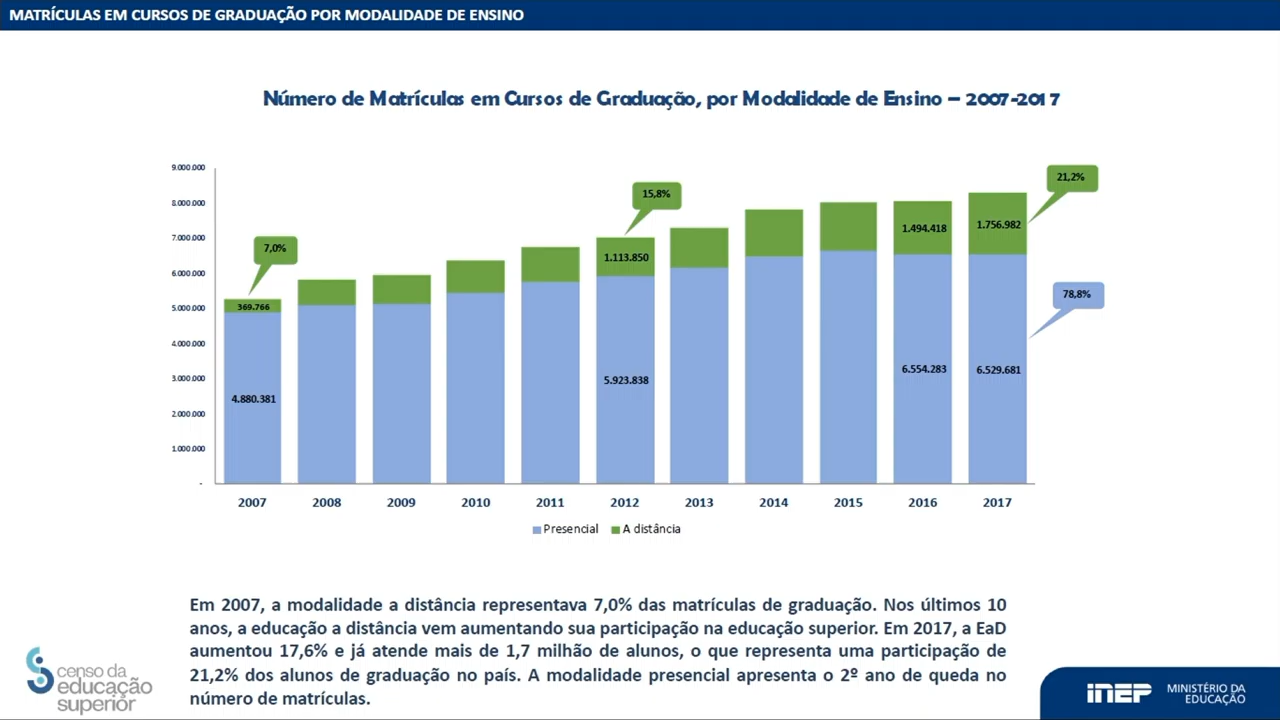 MATRÍCULAS EM CURSOS DE GRADUAÇÃO POR MODALIDADE DE ENSINO
Número de Matrículas em Cursos de Graduação, por Modalidade de Ensino – 2007-2017
9.000.000
8.000.000
7.000.000
6.000.000
5.000.000
4.000.000
3.000.000
2.000.000
1.000.000
-
7,0%
15,8%
21,2%
78,8%
369.766
1.113.850
1.494.418
1.756.982
4.880.381
5.923.838
6.554.283
6.529.681
2007 2008 2009 2010 2011 2012 2013 2014 2015 2016 2017
Presencial A distância
Em 2007, a modalidade a distância representava 7,0% das matrículas de graduação. Nos últimos 10
anos, a educação a distância vem aumentando sua participação na educação superior. Em 2017, a EaD
aumentou 17,6% e já atende mais de 1,7 milhão de alunos, o que representa uma participação de
21,2% dos alunos de graduação no país. A modalidade presencial apresenta o 2º ano de queda no
número de matrículas.
censo da
educação
superior
inep
MINISTÉRIO DA
EDUCAÇÃO